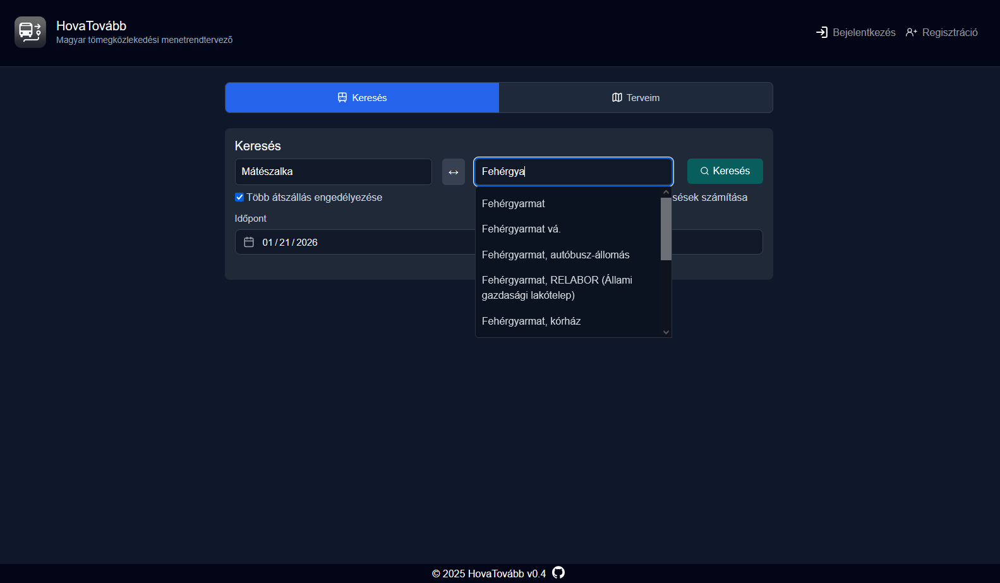 HovaTovább
Magyar tömegközlekedési menetrendtervező
Bejelentkezés
Regisztráció
Keresés
Terveim
Keresés
Mátészalka
↔
Fehérgya
Keresés
Több átszállás engedélyezése
számítása
Időpont
01/21/2026
Fehérgyarmat
Fehérgyarmat vá.
Fehérgyarmat, autóbusz-állomás
Fehérgyarmat, RELABOR (Állami
gazdasági lakótelep)
Fehérgyarmat, kórház
© 2025 HovaTovább v0.4